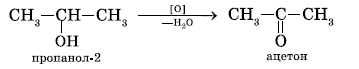 CH₃—CH—CH₃ [O] CH₃—C—CH₃
OH —H₂O O
пропанол-2 ацетон